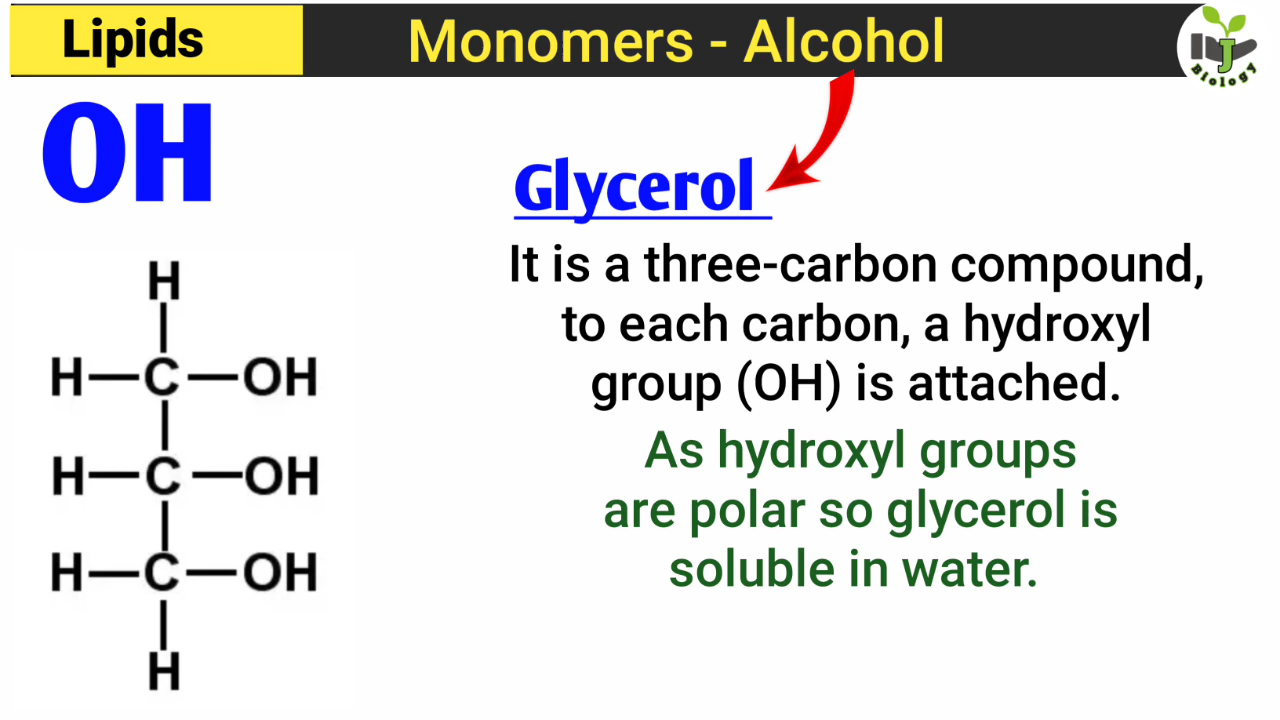 Lipids
Monomers - Alcohol
J
Biology
OH
Glycerol
It is a three-carbon compound,
to each carbon, a hydroxyl
group (OH) is attached.
As hydroxyl groups
are polar so glycerol is
soluble in water.
H
H C OH
H C OH
H C OH
H